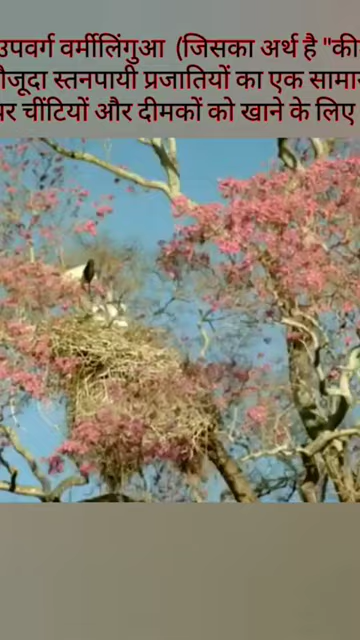 उपवर्ग वर्मीलिंगुआ (जिसका अर्थ है
स्तनपायी प्रजातियों का एक
चींटियों और दीमकों को खाने के लिए